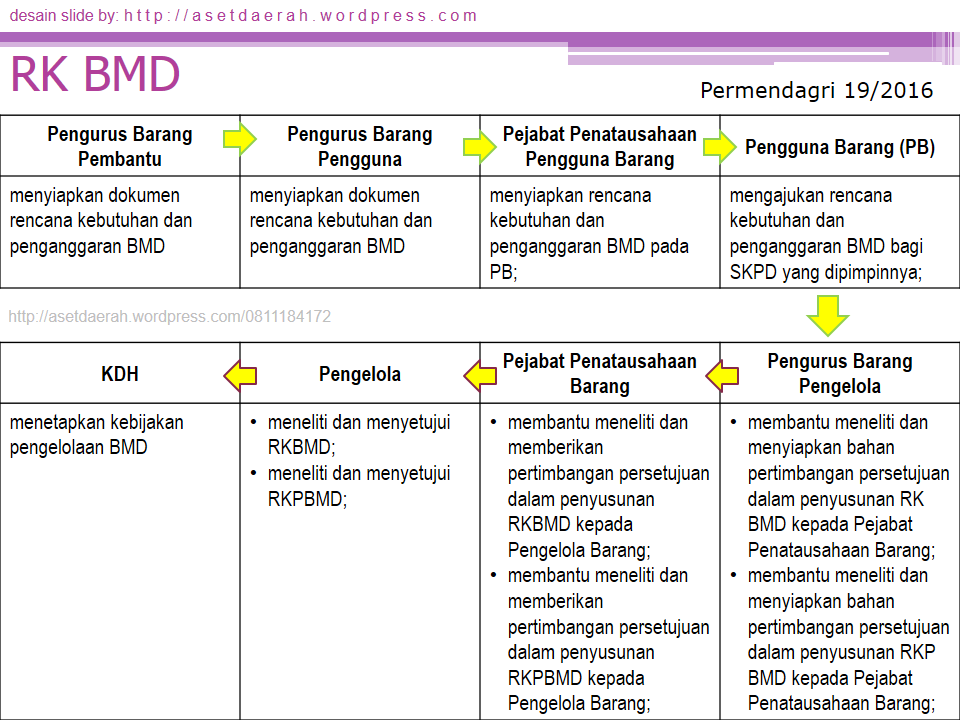 desain slide by: h t t p : / / a s e t d a e r a h . w o r d p r e s s . c o m
RK BMD
Permendagri 19/2016
Pengurus Barang
Pembantu
Pengurus Barang
Pengguna
Pejabat Penatausahaan
Pengguna Barang
Pengguna Barang (PB)
menyiapkan dokumen
rencana kebutuhan dan
penganggaran BMD
menyiapkan dokumen
rencana kebutuhan dan
penganggaran BMD
menyiapkan rencana
kebutuhan dan
penganggaran BMD pada
PB;
mengajukan rencana
kebutuhan dan
penganggaran BMD bagi
SKPD yang dipimpinnya;
http://asetdaerah.wordpress.com/0811184172
KDH
Pengelola
Pejabat Penatausahaan
Barang
Pengurus Barang
Pengelola
menetapkan kebijakan
pengelolaan BMD
• meneliti dan menyetujui
RKBMD;
• meneliti dan menyetujui
RKPBMD;
• membantu meneliti dan
memberikan
pertimbangan persetujuan
dalam penyusunan
RKBMD kepada
Pengelola Barang;
• membantu meneliti dan
memberikan
pertimbangan persetujuan
dalam penyusunan
RKPBMD kepada
Pengelola Barang;
• membantu meneliti dan
menyiapkan bahan
pertimbangan persetujuan
dalam penyusunan RK
BMD kepada Pejabat
Penatausahaan Barang;
• membantu meneliti dan
menyiapkan bahan
pertimbangan persetujuan
dalam penyusunan RKP
BMD kepada Pejabat
Penatausahaan Barang;